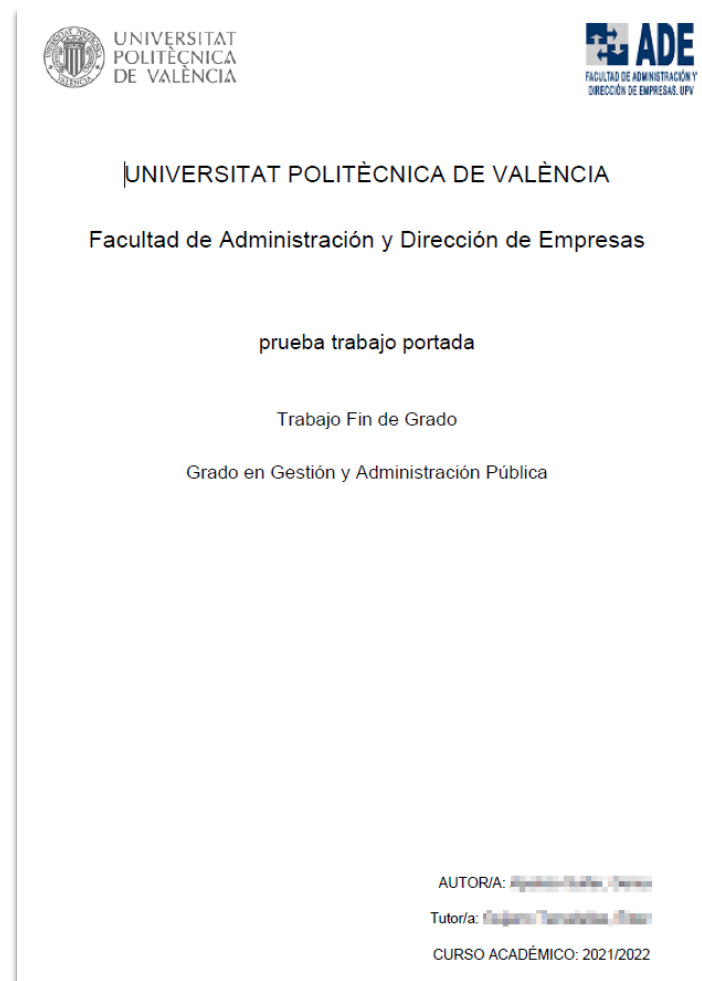 UNIVERSITAT
POLITÈCNICA
DE VALÈNCIA
ADE
FACULTAD DE ADMINISTRACIÓN Y
DIRECCIÓN DE EMPRESAS. UPV
UNIVERSITAT POLITÈCNICA DE VALÈNCIA
Facultad de Administración y Dirección de Empresas
prueba trabajo portada
Trabajo Fin de Grado
Grado en Gestión y Administración Pública
AUTOR/A:
Tutor/a:
CURSO ACADÉMICO: 2021/2022